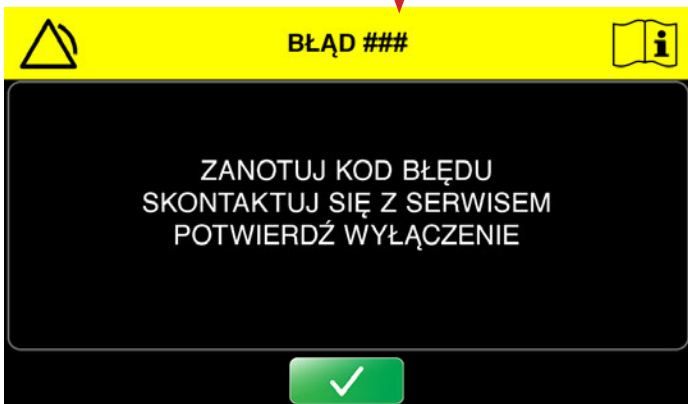 BŁĄD ###
ZANOTUJ KOD BŁĘDU
SKONTAKTUJ SIĘ Z SERWISEM
POTWIERDŹ WYŁĄCZENIE